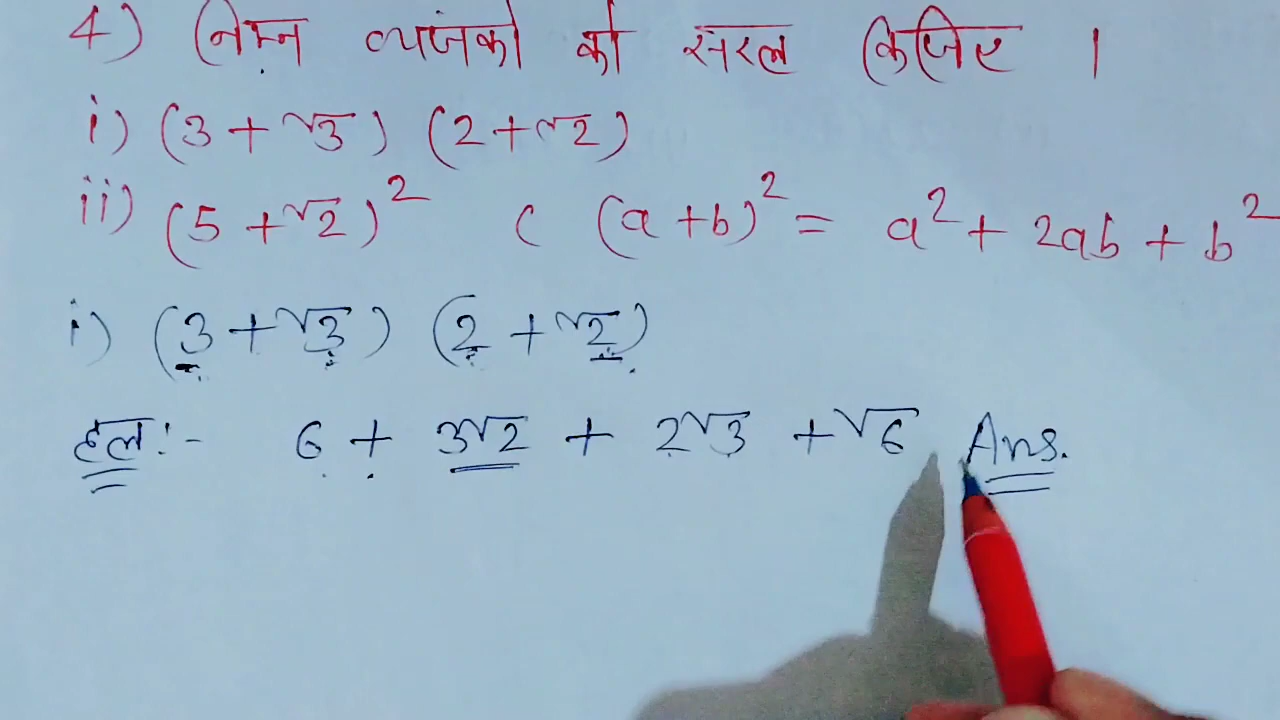 4) निम्न व्यंजको को सरल किजिए ।
i) (3 + √3) (2 + √2)
ii) (5 + √2)² ( (a + b)² = a² + 2ab + b²
i) (3 + √3) (2 + √2)
हल :- 6 + 3√2 + 2√3 + √6 Ans.